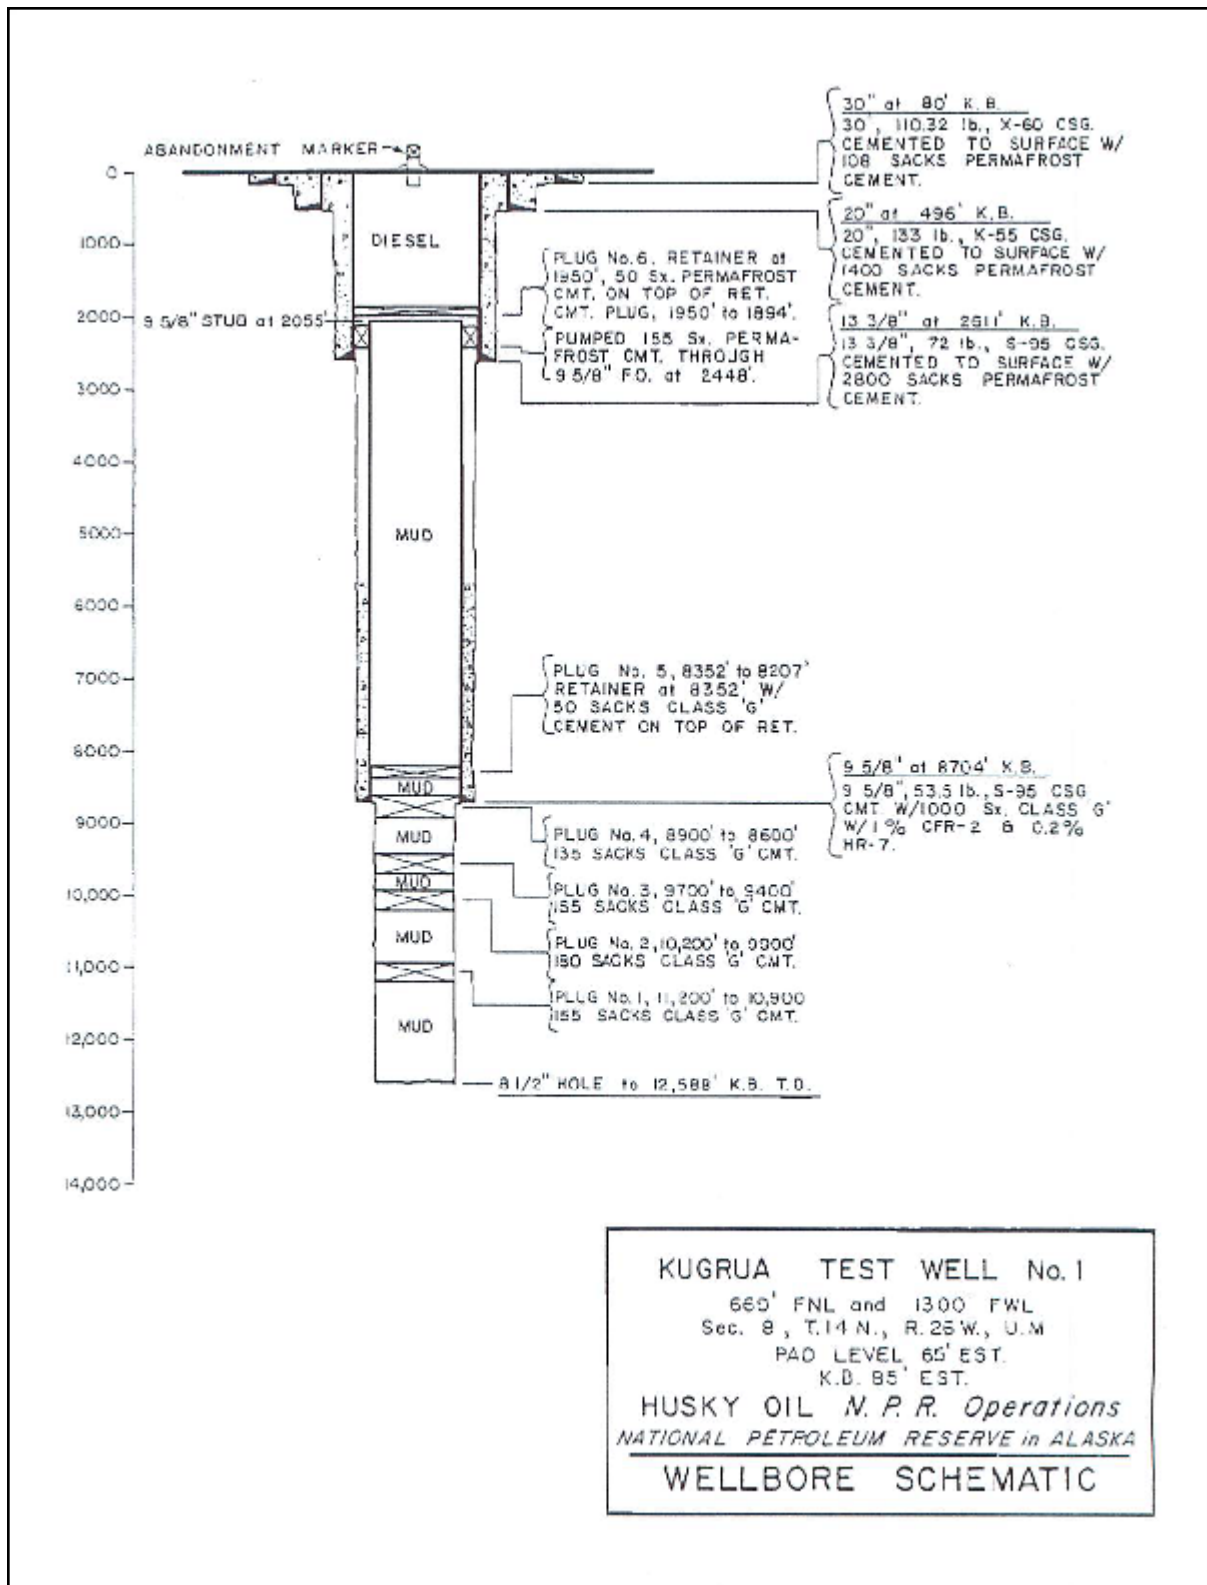 ABANDONMENT MARKER
0
1000
2000
3000
4000
5000
6000
7000
8000
9000
10,000
11,000
12,000
13,000
14,000
DIESEL
9 5/8" STUG at 2055'
MUD
MUD
MUD
MUD
MUD
MUD
PLUG No. 6, RETAINER at
1950', 50 Sx. PERMAFROST
CMT. ON TOP OF RET.
CMT. PLUG, 1950' to 1894'.
PUMPED 155 Sx. PERMA-
FROST CMT. THROUGH
9 5/8" F.O. at 2448'.
PLUG No. 5, 8352' to 8207'
RETAINER at 8352' W/
50 SACKS CLASS 'G'
CEMENT ON TOP OF RET.
PLUG No. 4, 8900' to 8600'
135 SACKS CLASS 'G' CMT.
PLUG No. 3, 9700' to 9400'
155 SACKS CLASS 'G' CMT.
PLUG No. 2, 10,200' to 9900'
180 SACKS CLASS 'G' CMT.
PLUG No. 1, 11,200' to 10,900
155 SACKS CLASS 'G' CMT.
8 1/2" HOLE to 12,588' K.B. T.D.
30" at 80' K.B.
30', 110.32 lb., X-60 CSG.
CEMENTED TO SURFACE W/
108 SACKS PERMAFROST
CEMENT.
20" at 496' K.B.
20", 133 lb., K-55 CSG.
CEMENTED TO SURFACE W/
1400 SACKS PERMAFROST
CEMENT.
13 3/8" at 2611' K.B.
13 3/8", 72 lb., S-95 CSG.
CEMENTED TO SURFACE W/
2800 SACKS PERMAFROST
CEMENT.
9 5/8" at 8704' K.B.
9 5/8", 53.5 lb., S-95 CSG
CMT. W/1000 Sx. CLASS 'G'
W/1% CFR-2 & 0.2%
HR-7.
KUGRUA TEST WELL No. 1
660' FNL and 1300 FWL
Sec. 8, T.14 N., R.26 W., U.M
PAD LEVEL 65' EST.
K.B. 85' EST.
HUSKY OIL N. P. R. Operations
NATIONAL PETROLEUM RESERVE in ALASKA
WELLBORE SCHEMATIC